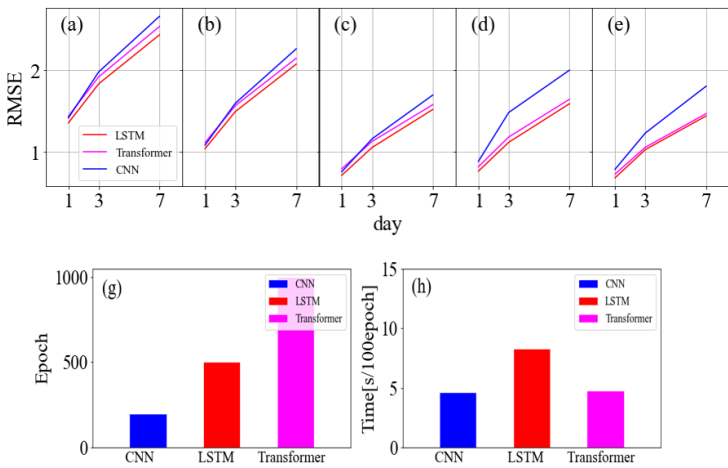 (a) (b) (c) (d) (e)
RMSE
2
1
LSTM
Transformer
CNN
1 3 7 1 3 7 1 3 7 1 3 7 1 3 7
day
(g)
Epoch
1000
500
0
CNN
LSTM
Transformer
CNN LSTM Transformer
(h)
Time[s/100epoch]
15
10
5
0
CNN
LSTM
Transformer
CNN LSTM Transformer